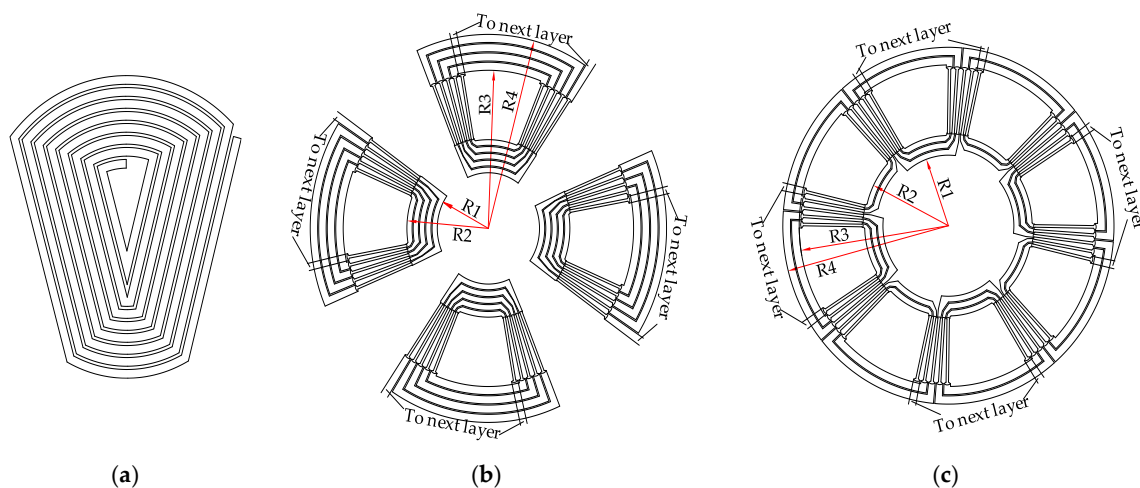 To next layer
R3
R4
To next layer
R1
R2
To next layer
To next layer
(a)
(b)
To next layer
To next layer
R1
R2
R3
R4
To next layer
To next layer
(c)